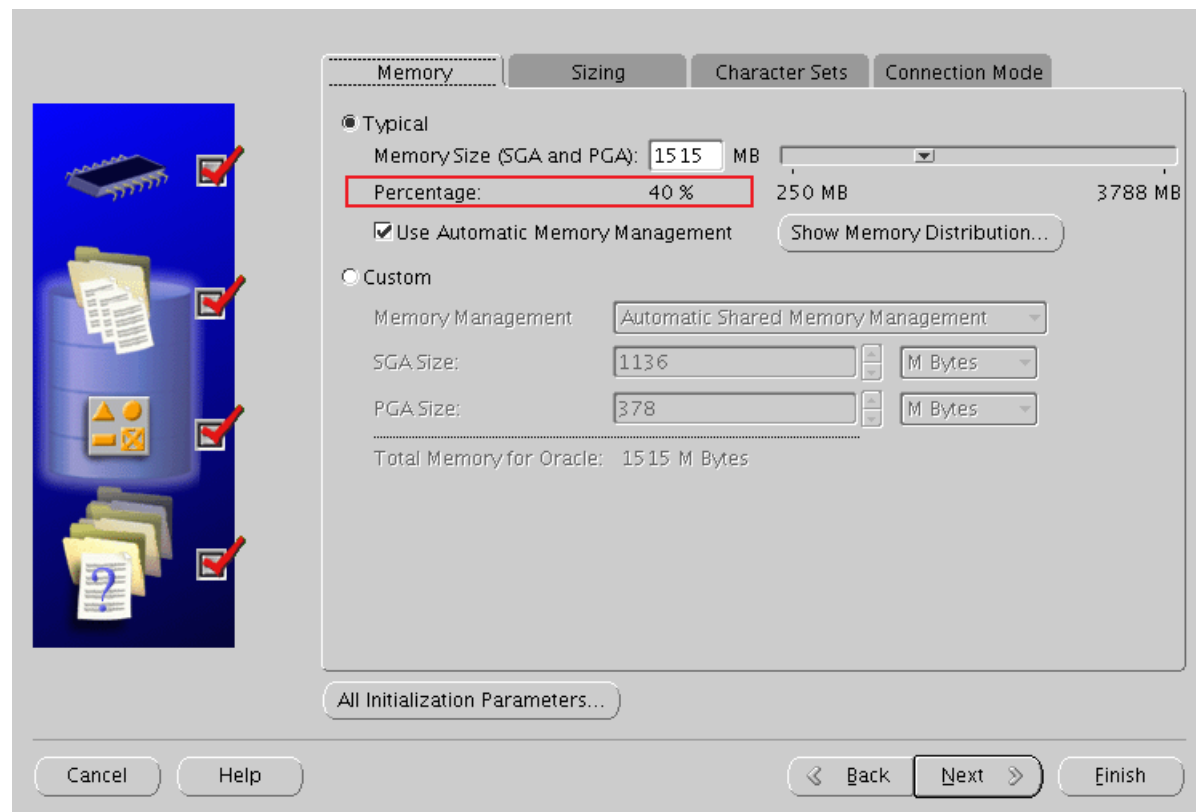 Memory Sizing Character Sets Connection Mode
Typical
Memory Size (SGA and PGA): 1515 MB
Percentage: 40 % 250 MB 3788 MB
Use Automatic Memory Management Show Memory Distribution...
Custom
Memory Management Automatic Shared Memory Management
SGA Size: 1136 M Bytes
PGA Size: 378 M Bytes
Total Memory for Oracle: 1515 M Bytes
?
All Initialization Parameters...
Cancel Help Back Next Finish